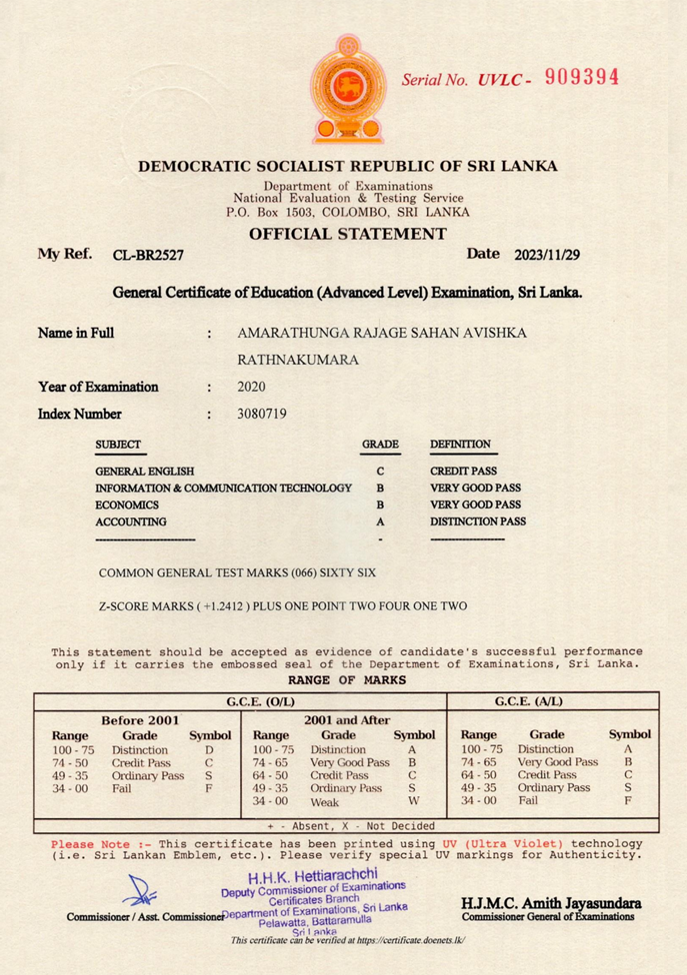 Serial No. UVLC - 909394
DEMOCRATIC SOCIALIST REPUBLIC OF SRI LANKA
Department of Examinations
National Evaluation & Testing Service
P.O. Box 1503, COLOMBO, SRI LANKA
OFFICIAL STATEMENT
My Ref. CL-BR2527 Date 2023/11/29
General Certificate of Education (Advanced Level) Examination, Sri Lanka.
Name in Full : AMARATHUNGA RAJAGE SAHAN AVISHKA
RATHNAKUMARA
Year of Examination : 2020
Index Number : 3080719
SUBJECT GRADE DEFINITION
GENERAL ENGLISH C CREDIT PASS
INFORMATION & COMMUNICATION TECHNOLOGY B VERY GOOD PASS
ECONOMICS B VERY GOOD PASS
ACCOUNTING A DISTINCTION PASS
------------------------- - -------------------
COMMON GENERAL TEST MARKS (066) SIXTY SIX
Z-SCORE MARKS ( +1.2412 ) PLUS ONE POINT TWO FOUR ONE TWO
This statement should be accepted as evidence of candidate's successful performance
only if it carries the embossed seal of the Department of Examinations, Sri Lanka.
RANGE OF MARKS
G.C.E. (O/L) G.C.E. (A/L)
Before 2001 2001 and After
Range Grade Symbol Range Grade Symbol Range Grade Symbol
100 - 75 Distinction D 100 - 75 Distinction A 100 - 75 Distinction A
74 - 50 Credit Pass C 74 - 65 Very Good Pass B 74 - 65 Very Good Pass B
49 - 35 Ordinary Pass S 64 - 50 Credit Pass C 64 - 50 Credit Pass C
34 - 00 Fail F 49 - 35 Ordinary Pass S 49 - 35 Ordinary Pass S
34 - 00 Weak W 34 - 00 Fail F
+ - Absent, X - Not Decided
Please Note :- This certificate has been printed using UV (Ultra Violet) technology
(i.e. Sri Lankan Emblem, etc.). Please verify special UV markings for Authenticity.
H.H.K. Hettiarachchi
Deputy Commissioner of Examinations
Certificates Branch
Department of Examinations, Sri Lanka
Pelawatta, Battaramulla
Sri Lanka
Commissioner / Asst. Commissioner
H.J.M.C. Amith Jayasundara
Commissioner General of Examinations
This certificate can be verified at https://certificate.doenets.lk/